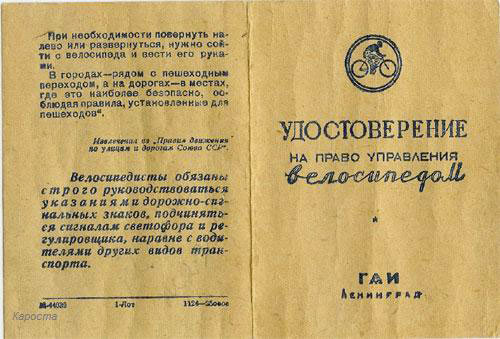 При необходимости повернуть на-
лево или развернуться, нужно сой-
ти с велосипеда и вести его рука-
ми.
В городах—рядом с пешеходным
переходом, а на дорогах—в местах,
где это наиболее безопасно, со-
блюдая правила, установленные для
пешеходов".
Извлечения из „Правил движения
по улицам и дорогам Союза ССР".
Велосипедисты обязаны
строго руководствоваться
указаниями дорожно-сиг-
нальных знаков, подчинять-
ся сигналам светофора и ре-
гулировщика, наравне с води-
телями других видов тран-
спорта.
1-Лот
Кароста
УДОСТОВЕРЕНИЕ
НА ПРАВО УПРАВЛЕНИЯ
велосипедом
ГАИ
Ленинград